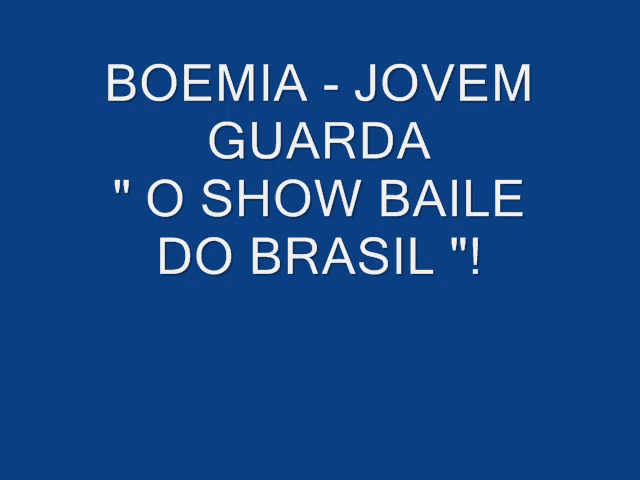 BOEMIA - JOVEM
GUARDA
" O SHOW BAILE
DO BRASIL "!